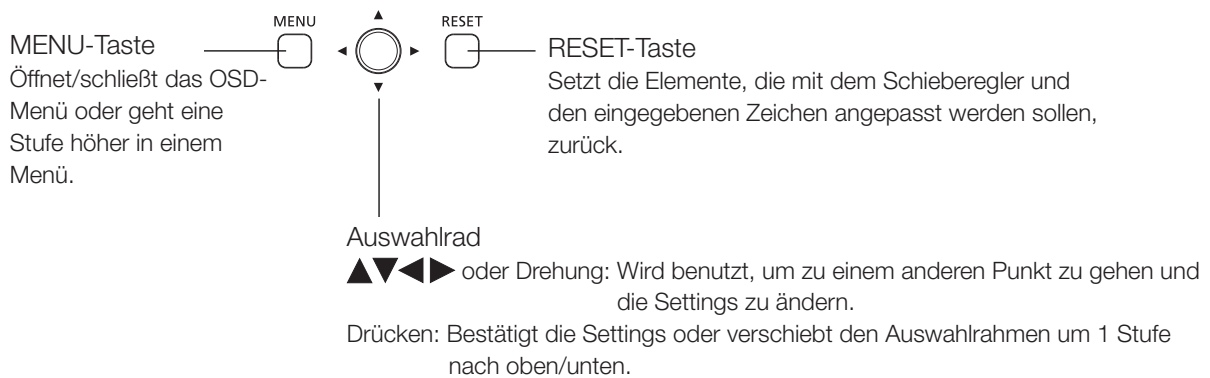 MENU
RESET
MENU-Taste
Öffnet/schließt das OSD-
Menü oder geht eine
Stufe höher in einem
Menü.
RESET-Taste
Setzt die Elemente, die mit dem Schieberegler und
den eingegebenen Zeichen angepasst werden sollen,
zurück.
Auswahlrad
▲▼◀▶ oder Drehung: Wird benutzt, um zu einem anderen Punkt zu gehen und
die Settings zu ändern.
Drücken: Bestätigt die Settings oder verschiebt den Auswahlrahmen um 1 Stufe
nach oben/unten.